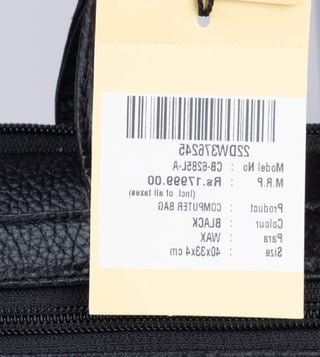 22DW376245
Model No : CB-6285L-A
M.R.P. : Rs.17999.00
(Incl. of all taxes)
Product : COMPUTER BAG
Colour : BLACK
Para : WAX
Size : 40x33x4 cm